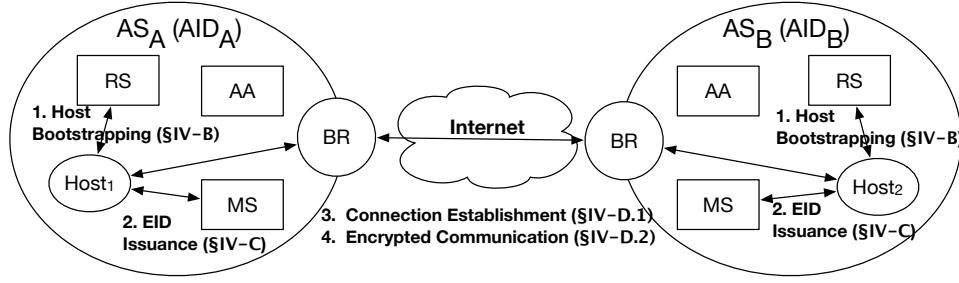 AS_A (AID_A)
RS
AA
1. Host
Bootstrapping (§IV-B)
BR
Host₁
MS
2. EID
Issuance (§IV-C)
Internet
3. Connection Establishment (§IV-D.1)
4. Encrypted Communication (§IV-D.2)
AS_B (AID_B)
AA
RS
1. Host
Bootstrapping (§IV-B)
BR
Host₂
MS
2. EID
Issuance (§IV-C)